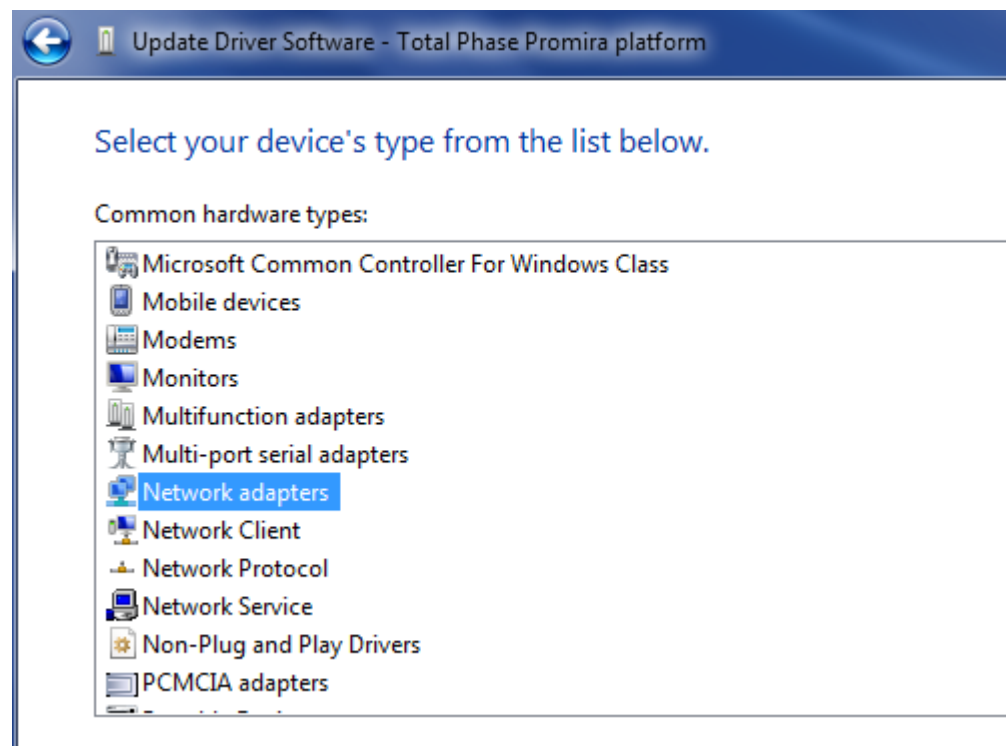 Update Driver Software - Total Phase Promira platform
Select your device's type from the list below.
Common hardware types:
Microsoft Common Controller For Windows Class
Mobile devices
Modems
Monitors
Multifunction adapters
Multi-port serial adapters
Network adapters
Network Client
Network Protocol
Network Service
Non-Plug and Play Drivers
PCMCIA adapters